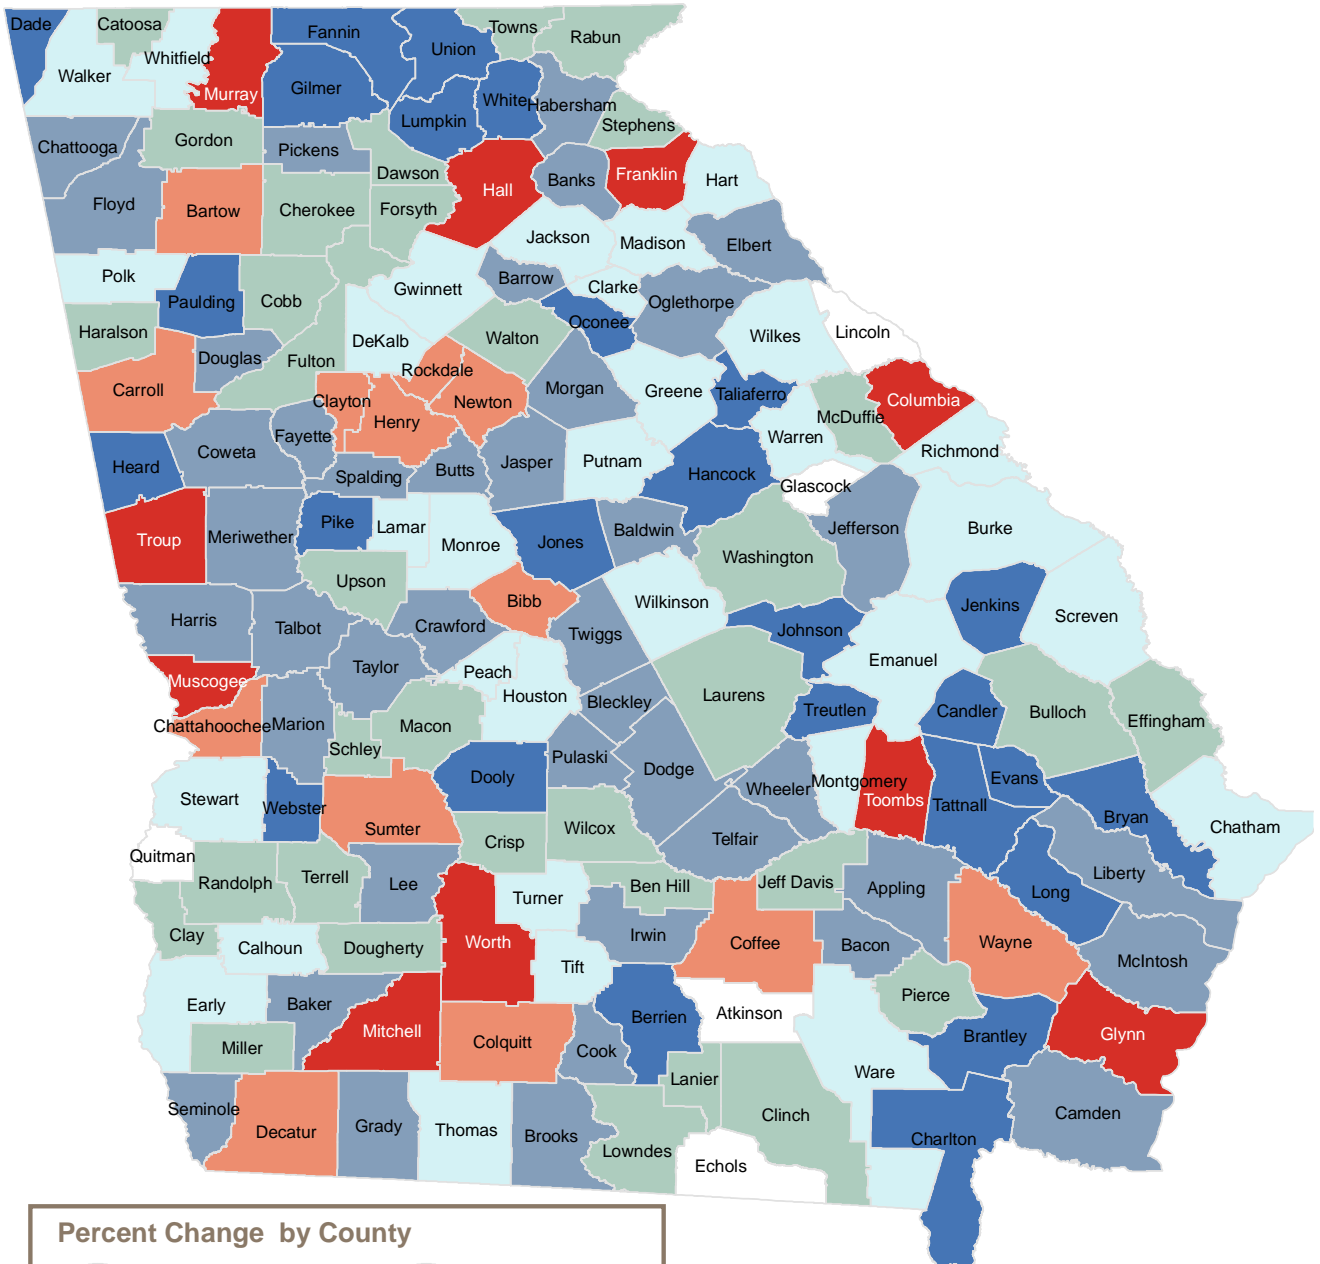 Dade
Catoosa
Fannin
Union
Towns
Rabun
Walker
Whitfield
Murray
Gilmer
White
Habersham
Lumpkin
Stephens
Chattooga
Gordon
Pickens
Dawson
Hall
Banks
Franklin
Hart
Floyd
Bartow
Cherokee
Forsyth
Jackson
Madison
Elbert
Polk
Paulding
Cobb
Gwinnett
Barrow
Clarke
Oglethorpe
Oconee
Wilkes
Lincoln
Haralson
Douglas
Fulton
DeKalb
Walton
Rockdale
Morgan
Greene
Taliaferro
Columbia
Carroll
Clayton
Henry
Newton
McDuffie
Warren
Richmond
Heard
Coweta
Fayette
Spalding
Butts
Jasper
Putnam
Hancock
Glascock
Troup
Meriwether
Pike
Lamar
Monroe
Jones
Baldwin
Washington
Jefferson
Burke
Upson
Bibb
Wilkinson
Jenkins
Screven
Harris
Talbot
Crawford
Twiggs
Johnson
Taylor
Peach
Houston
Emanuel
Muscogee
Bleckley
Laurens
Treutlen
Candler
Bulloch
Effingham
Chattahoochee
Marion
Schley
Macon
Pulaski
Dodge
Dooly
Wheeler
Montgomery
Toombs
Tattnall
Evans
Bryan
Chatham
Stewart
Webster
Sumter
Crisp
Wilcox
Telfair
Quitman
Randolph
Terrell
Lee
Turner
Ben Hill
Jeff Davis
Appling
Long
Liberty
Clay
Calhoun
Dougherty
Worth
Tift
Irwin
Coffee
Bacon
Wayne
McIntosh
Early
Baker
Mitchell
Colquitt
Cook
Berrien
Atkinson
Pierce
Brantley
Glynn
Miller
Lanier
Ware
Clinch
Camden
Seminole
Decatur
Grady
Thomas
Brooks
Lowndes
Echols
Charlton
Percent Change by County